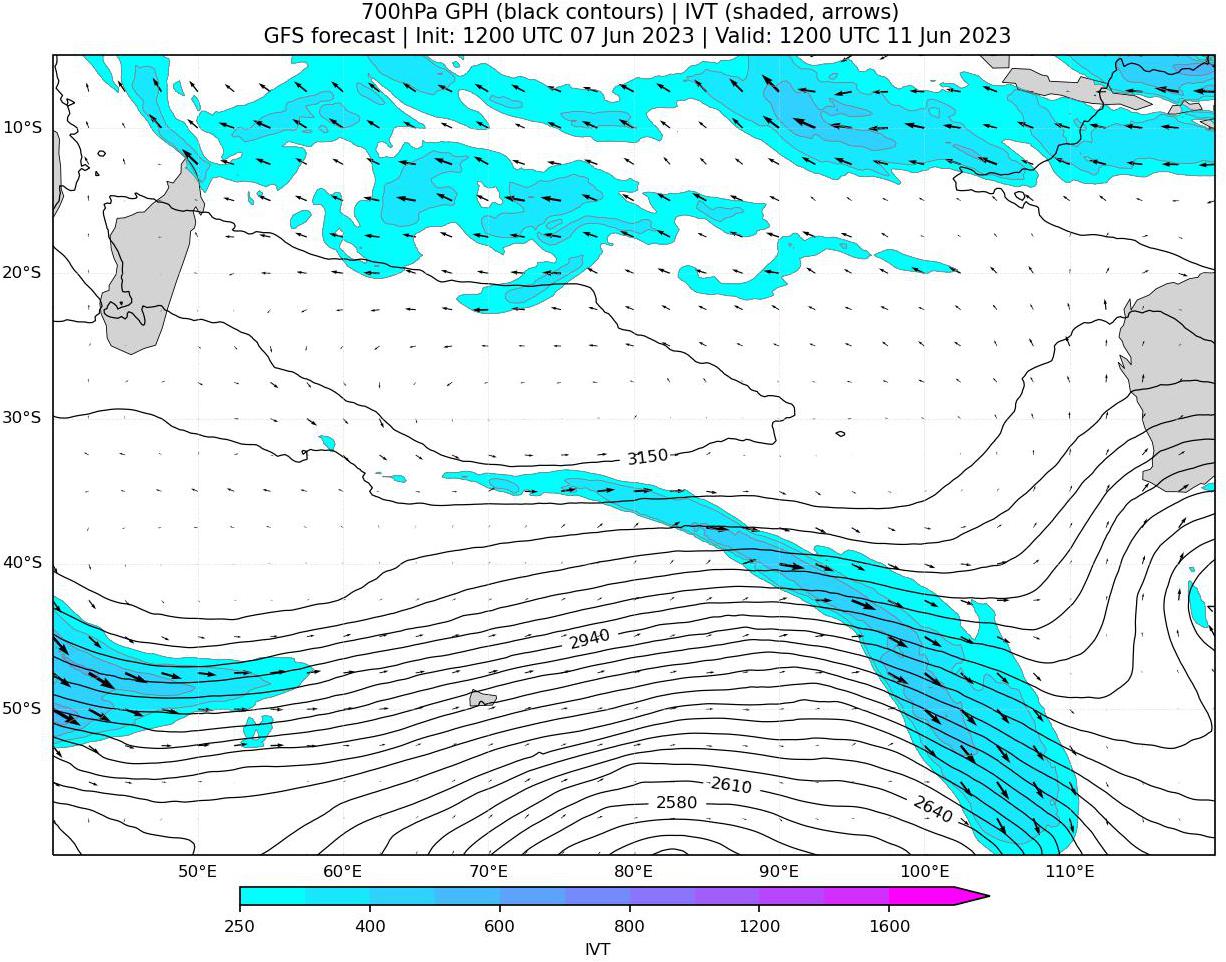 700hPa GPH (black contours) | IVT (shaded, arrows)
GFS forecast | Init: 1200 UTC 07 Jun 2023 | Valid: 1200 UTC 11 Jun 2023
10°S
20°S
30°S
3150
40°S
2940
50°S
2610
2580
2640
50°E 60°E 70°E 80°E 90°E 100°E 110°E
250 400 600 800 1200 1600
IVT